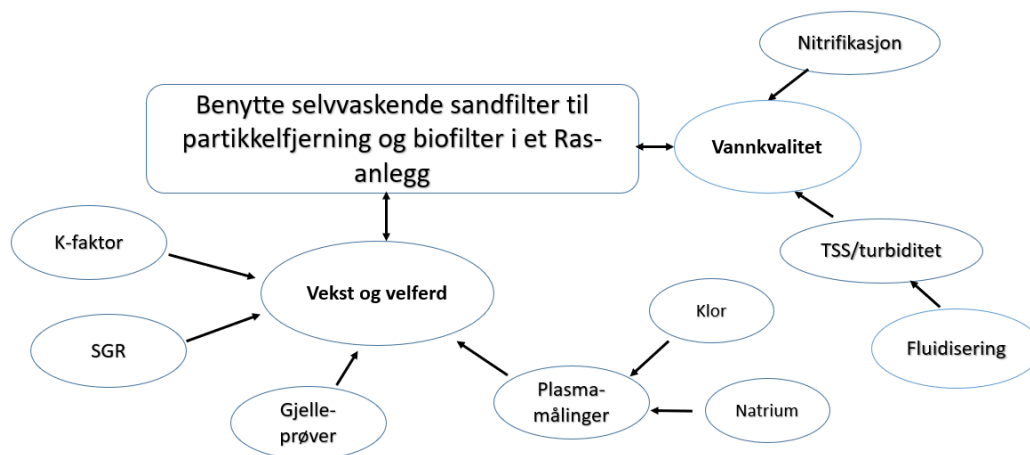 Nitrifikasjon
Benytte selvvaskende sandfilter til
partikkelfjerning og biofilter i et Ras-
anlegg
Vannkvalitet
K-faktor
TSS/turbiditet
Vekst og velferd
Klor
SGR
Fluidisering
Plasma-
målinger
Gjelle-
prøver
Natrium